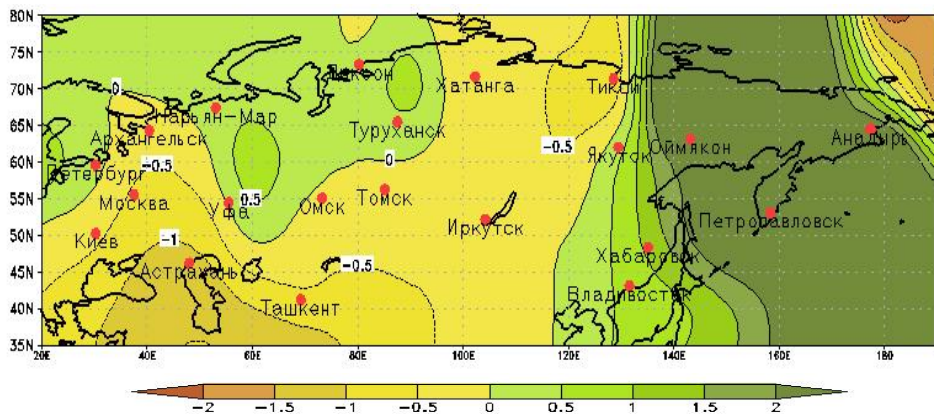 80N
75N
70N
65N
60N
55N
50N
45N
40N
35N
20E
40E
60E
80E
100E
120E
140E
160E
180
0
Диксон
Хатанга
Тикси
Нарьян-Мар
Архангельск
Туруханск
-0.5
Якутск
Оймякон
Анадырь
Петербург
-0.5
0
Москва
Уфа
0.5
Омск
Томск
Иркутск
Петропавловск
Киев
-1
Астрахань
-0.5
Хабаровск
Владивосток
Ташкент
-2
-1.5
-1
-0.5
0
0.5
1
1.5
2